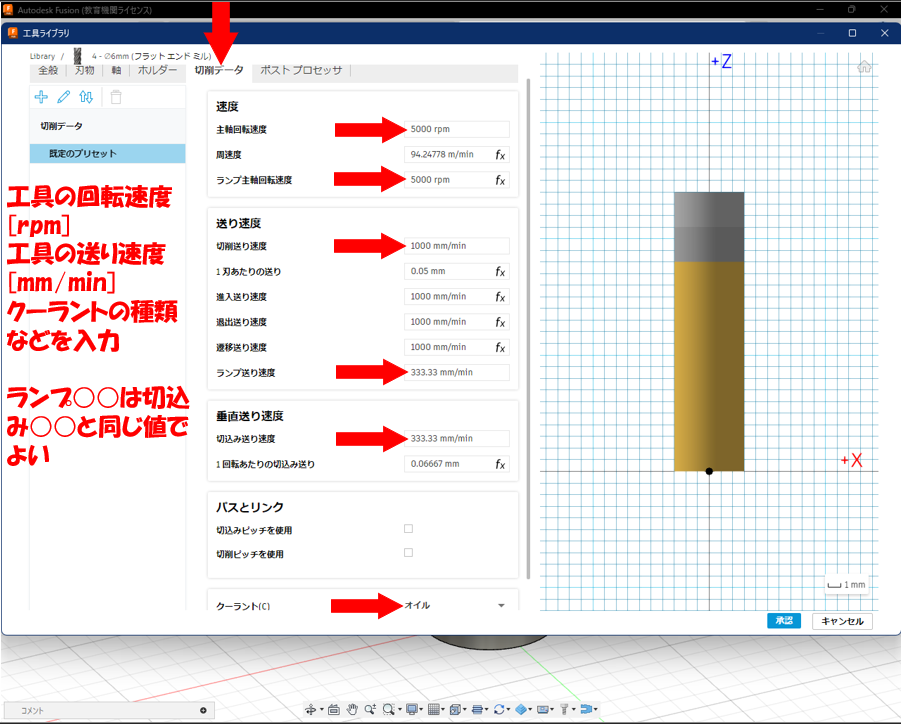 Autodesk Fusion (教育機関ライセンス)
工具ライブラリ
Library / 4 - ∅6mm (フラット エンド ミル)
全般 刃物 軸 ホルダー 切削データ ポスト プロセッサ
切削データ
既定のプリセット
工具の回転速度
[rpm]
工具の送り速度
[mm/min]
クーラントの種類
などを入力
ランプ○○は切込
み○○と同じ値で
よい
速度
主軸回転速度 5000 rpm
周速度 94.24778 m/min fx
ランプ主軸回転速度 5000 rpm fx
送り速度
切削送り速度 1000 mm/min
1 刃あたりの送り 0.05 mm fx
進入送り速度 1000 mm/min fx
退出送り速度 1000 mm/min fx
遷移送り速度 1000 mm/min fx
ランプ送り速度 333.33 mm/min
垂直送り速度
切込み送り速度 333.33 mm/min
1 回転あたりの切込み送り 0.06667 mm fx
パスとリンク
切込みピッチを使用
切削ピッチを使用
クーラント(C) オイル
+Z
+X
1 mm
承認 キャンセル
コメント